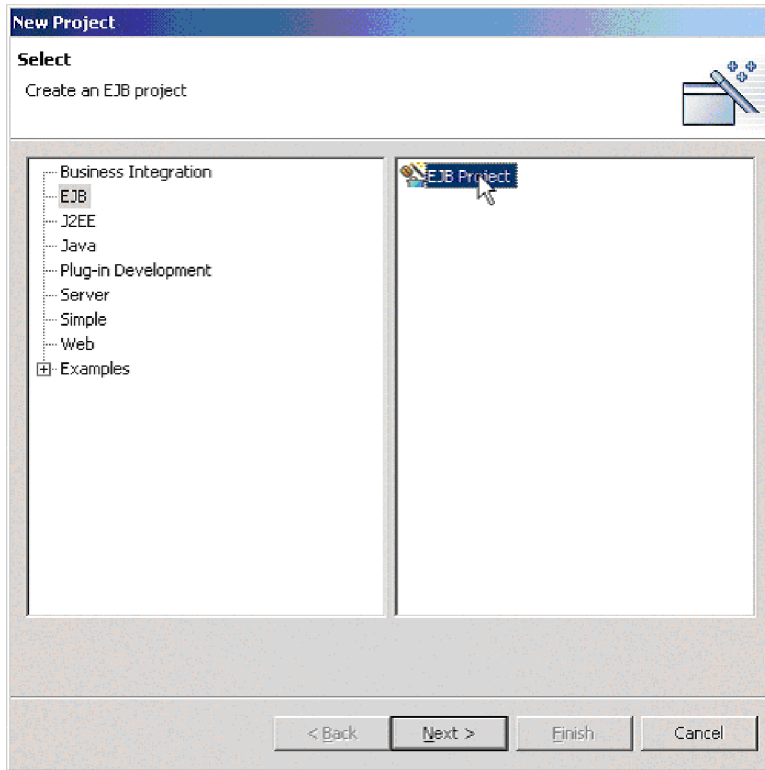 New Project
Select
Create an EJB project
Business Integration
EJB
J2EE
Java
Plug-in Development
Server
Simple
Web
Examples
EJB Project
< Back
Next >
Finish
Cancel